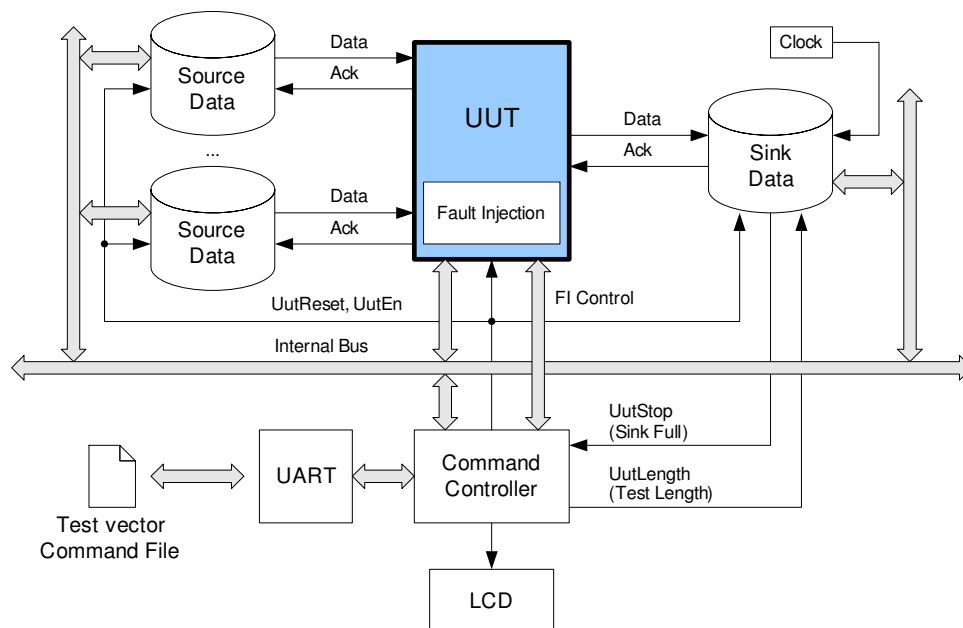 Source
Data
Data
Ack
UUT
Clock
Data
Ack
Sink
Data
...
Source
Data
Data
Ack
Fault Injection
UutReset, UutEn
FI Control
Internal Bus
UutStop
(Sink Full)
UART
Command
Controller
UutLength
(Test Length)
Test vector
Command File
LCD